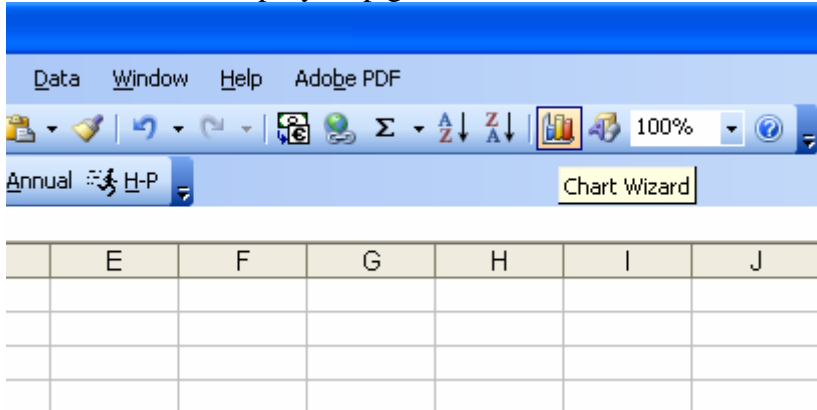 Data Window Help Adobe PDF
Σ A Z Z A 100%
Annual H-P
Chart Wizard
E F G H I J